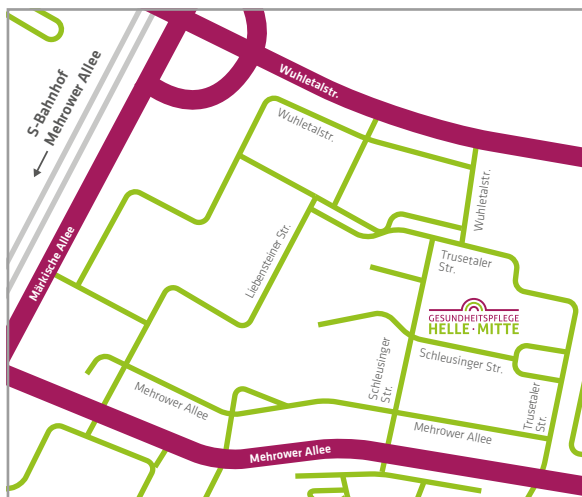 S-Bahnhof
Mehrower Allee
Wuhletalstr.
Wuhletalstr.
Wuhletalstr.
Märkische Allee
Liebensteiner Str.
Trusetaler
Str.
GESUNDHEITSPFLEGE
HELLE·MITTE
Schleusinger
Str.
Schleusinger Str.
Trusetaler
Str.
Mehrower Allee
Mehrower Allee
Mehrower Allee